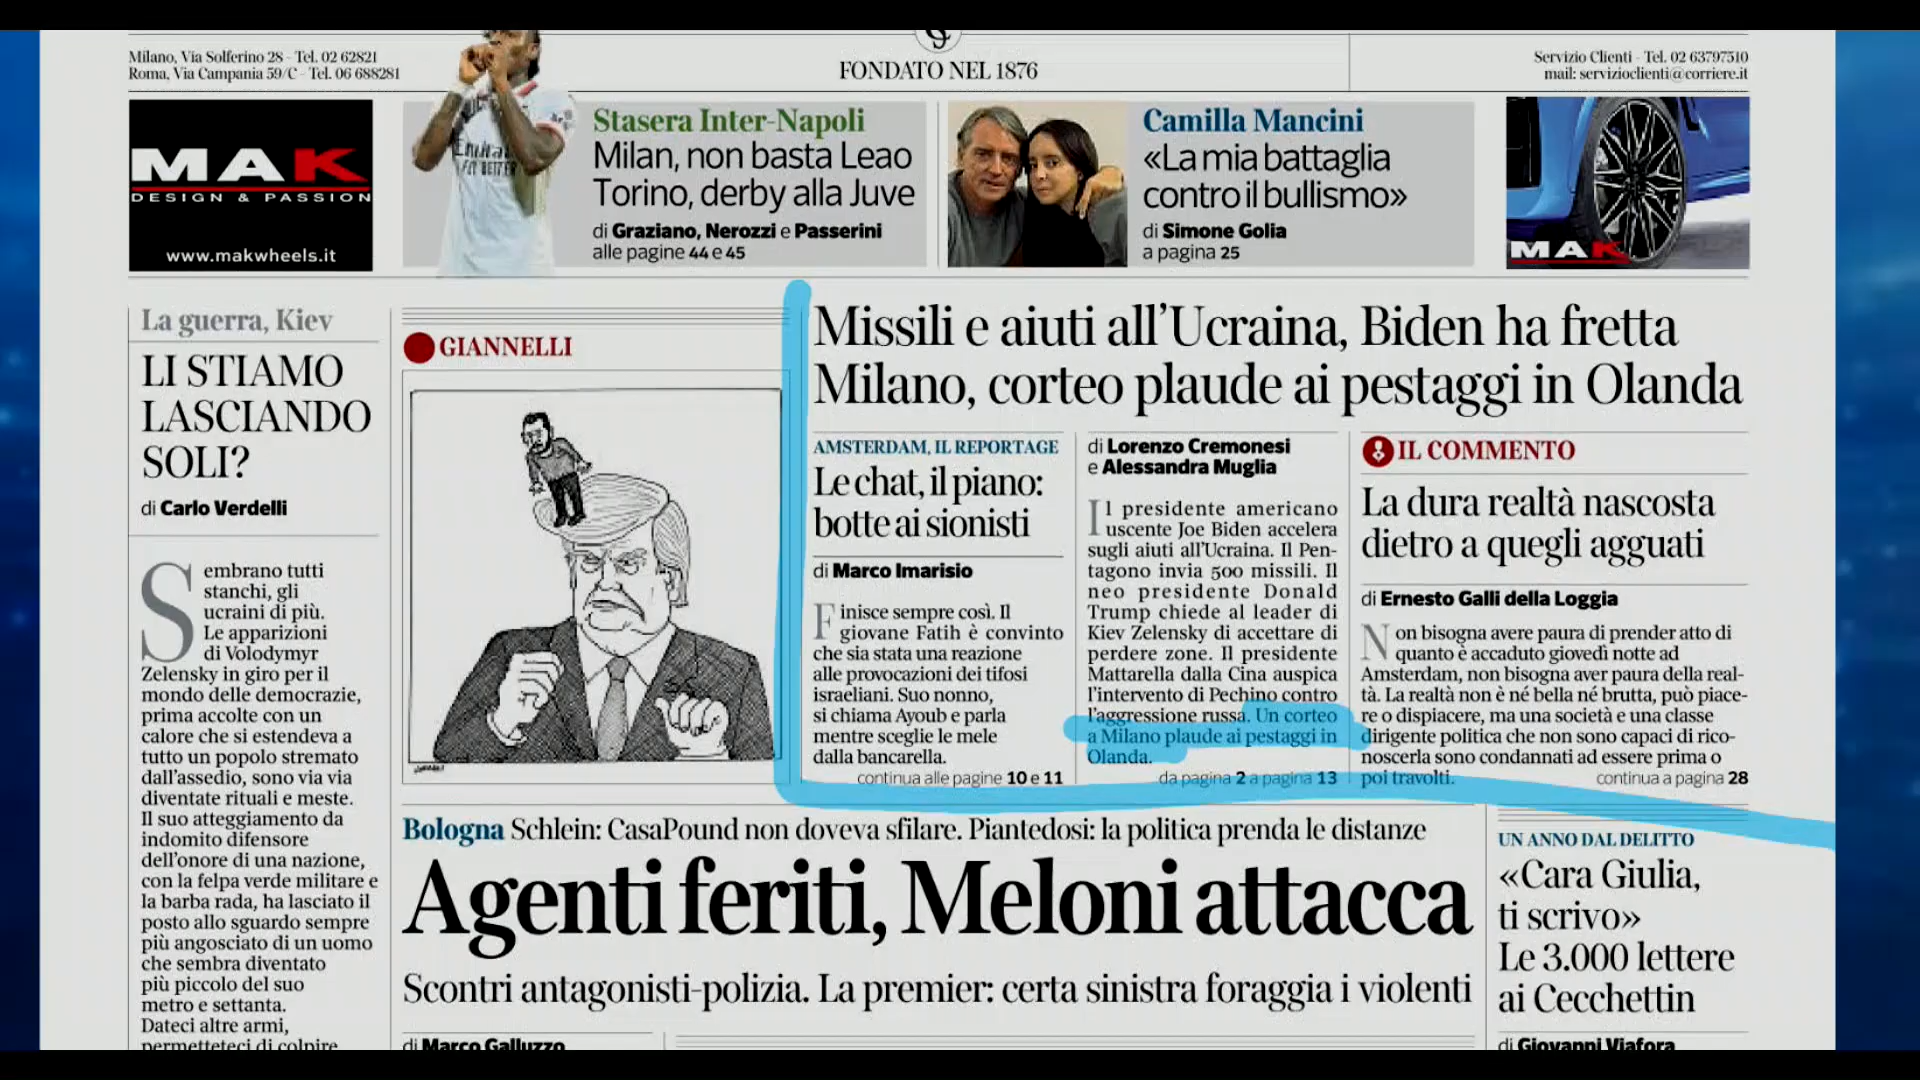 Milano, Via Solferino 28 - Tel. 02 62821
Roma, Via Campania 59/C - Tel. 06 688281
FONDATO NEL 1876
Servizio Clienti - Tel. 02 63797510
mail: servizioclienti@corriere.it
MAK
DESIGN & PASSION
www.makwheels.it
Emirates
FLY BETTER
Stasera Inter-Napoli
Milan, non basta Leao
Torino, derby alla Juve
di Graziano, Nerozzi e Passerini
alle pagine 44 e 45
Camilla Mancini
«La mia battaglia
contro il bullismo»
di Simone Golia
a pagina 25
MAK
La guerra, Kiev
LI STIAMO
LASCIANDO
SOLI?
di Carlo Verdelli
Sembrano tutti
stanchi, gli
ucraini di più.
Le apparizioni
di Volodymyr
Zelensky in giro per il
mondo delle democrazie,
prima accolte con un
calore che si estendeva a
tutto un popolo stremato
dall'assedio, sono via via
diventate rituali e meste.
Il suo atteggiamento da
indomito difensore
dell'onore di una nazione,
con la felpa verde militare e
la barba rada, ha lasciato il
posto allo sguardo sempre
più angosciato di un uomo
che sembra diventato
più piccolo del suo
metro e settanta.
Dateci altre armi,
permetteteci di colpire
GIANNELLI
Missili e aiuti all'Ucraina, Biden ha fretta
Milano, corteo plaude ai pestaggi in Olanda
AMSTERDAM, IL REPORTAGE
Le chat, il piano:
botte ai sionisti
di Marco Imarisio
Finisce sempre così. Il
giovane Fatih è convinto
che sia stata una reazione
alle provocazioni dei tifosi
israeliani. Suo nonno,
si chiama Ayoub e parla
mentre sceglie le mele
dalla bancarella.
continua alle pagine 10 e 11
di Lorenzo Cremonesi
e Alessandra Muglia
Il presidente americano
uscente Joe Biden accelera
sugli aiuti all'Ucraina. Il Pen-
tagono invia 500 missili. Il
neo presidente Donald
Trump chiede al leader di
Kiev Zelensky di accettare di
perdere zone. Il presidente
Mattarella dalla Cina auspica
l'intervento di Pechino contro
l'aggressione russa. Un corteo
a Milano plaude ai pestaggi in
Olanda.
da pagina 2 a pagina 13
IL COMMENTO
La dura realtà nascosta
dietro a quegli agguati
di Ernesto Galli della Loggia
Non bisogna avere paura di prender atto di
quanto è accaduto giovedì notte ad
Amsterdam, non bisogna aver paura della real-
tà. La realtà non è né bella né brutta, può piace-
re o dispiacere, ma una società e una classe
dirigente politica che non sono capaci di rico-
noscerla sono condannati ad essere prima o
poi travolti.
continua a pagina 28
Bologna Schlein: CasaPound non doveva sfilare. Piantedosi: la politica prenda le distanze
Agenti feriti, Meloni attacca
Scontri antagonisti-polizia. La premier: certa sinistra foraggia i violenti
di Marco Galluzzo
UN ANNO DAL DELITTO
«Cara Giulia,
ti scrivo»
Le 3.000 lettere
ai Cecchettin
di Giovanni Viafora